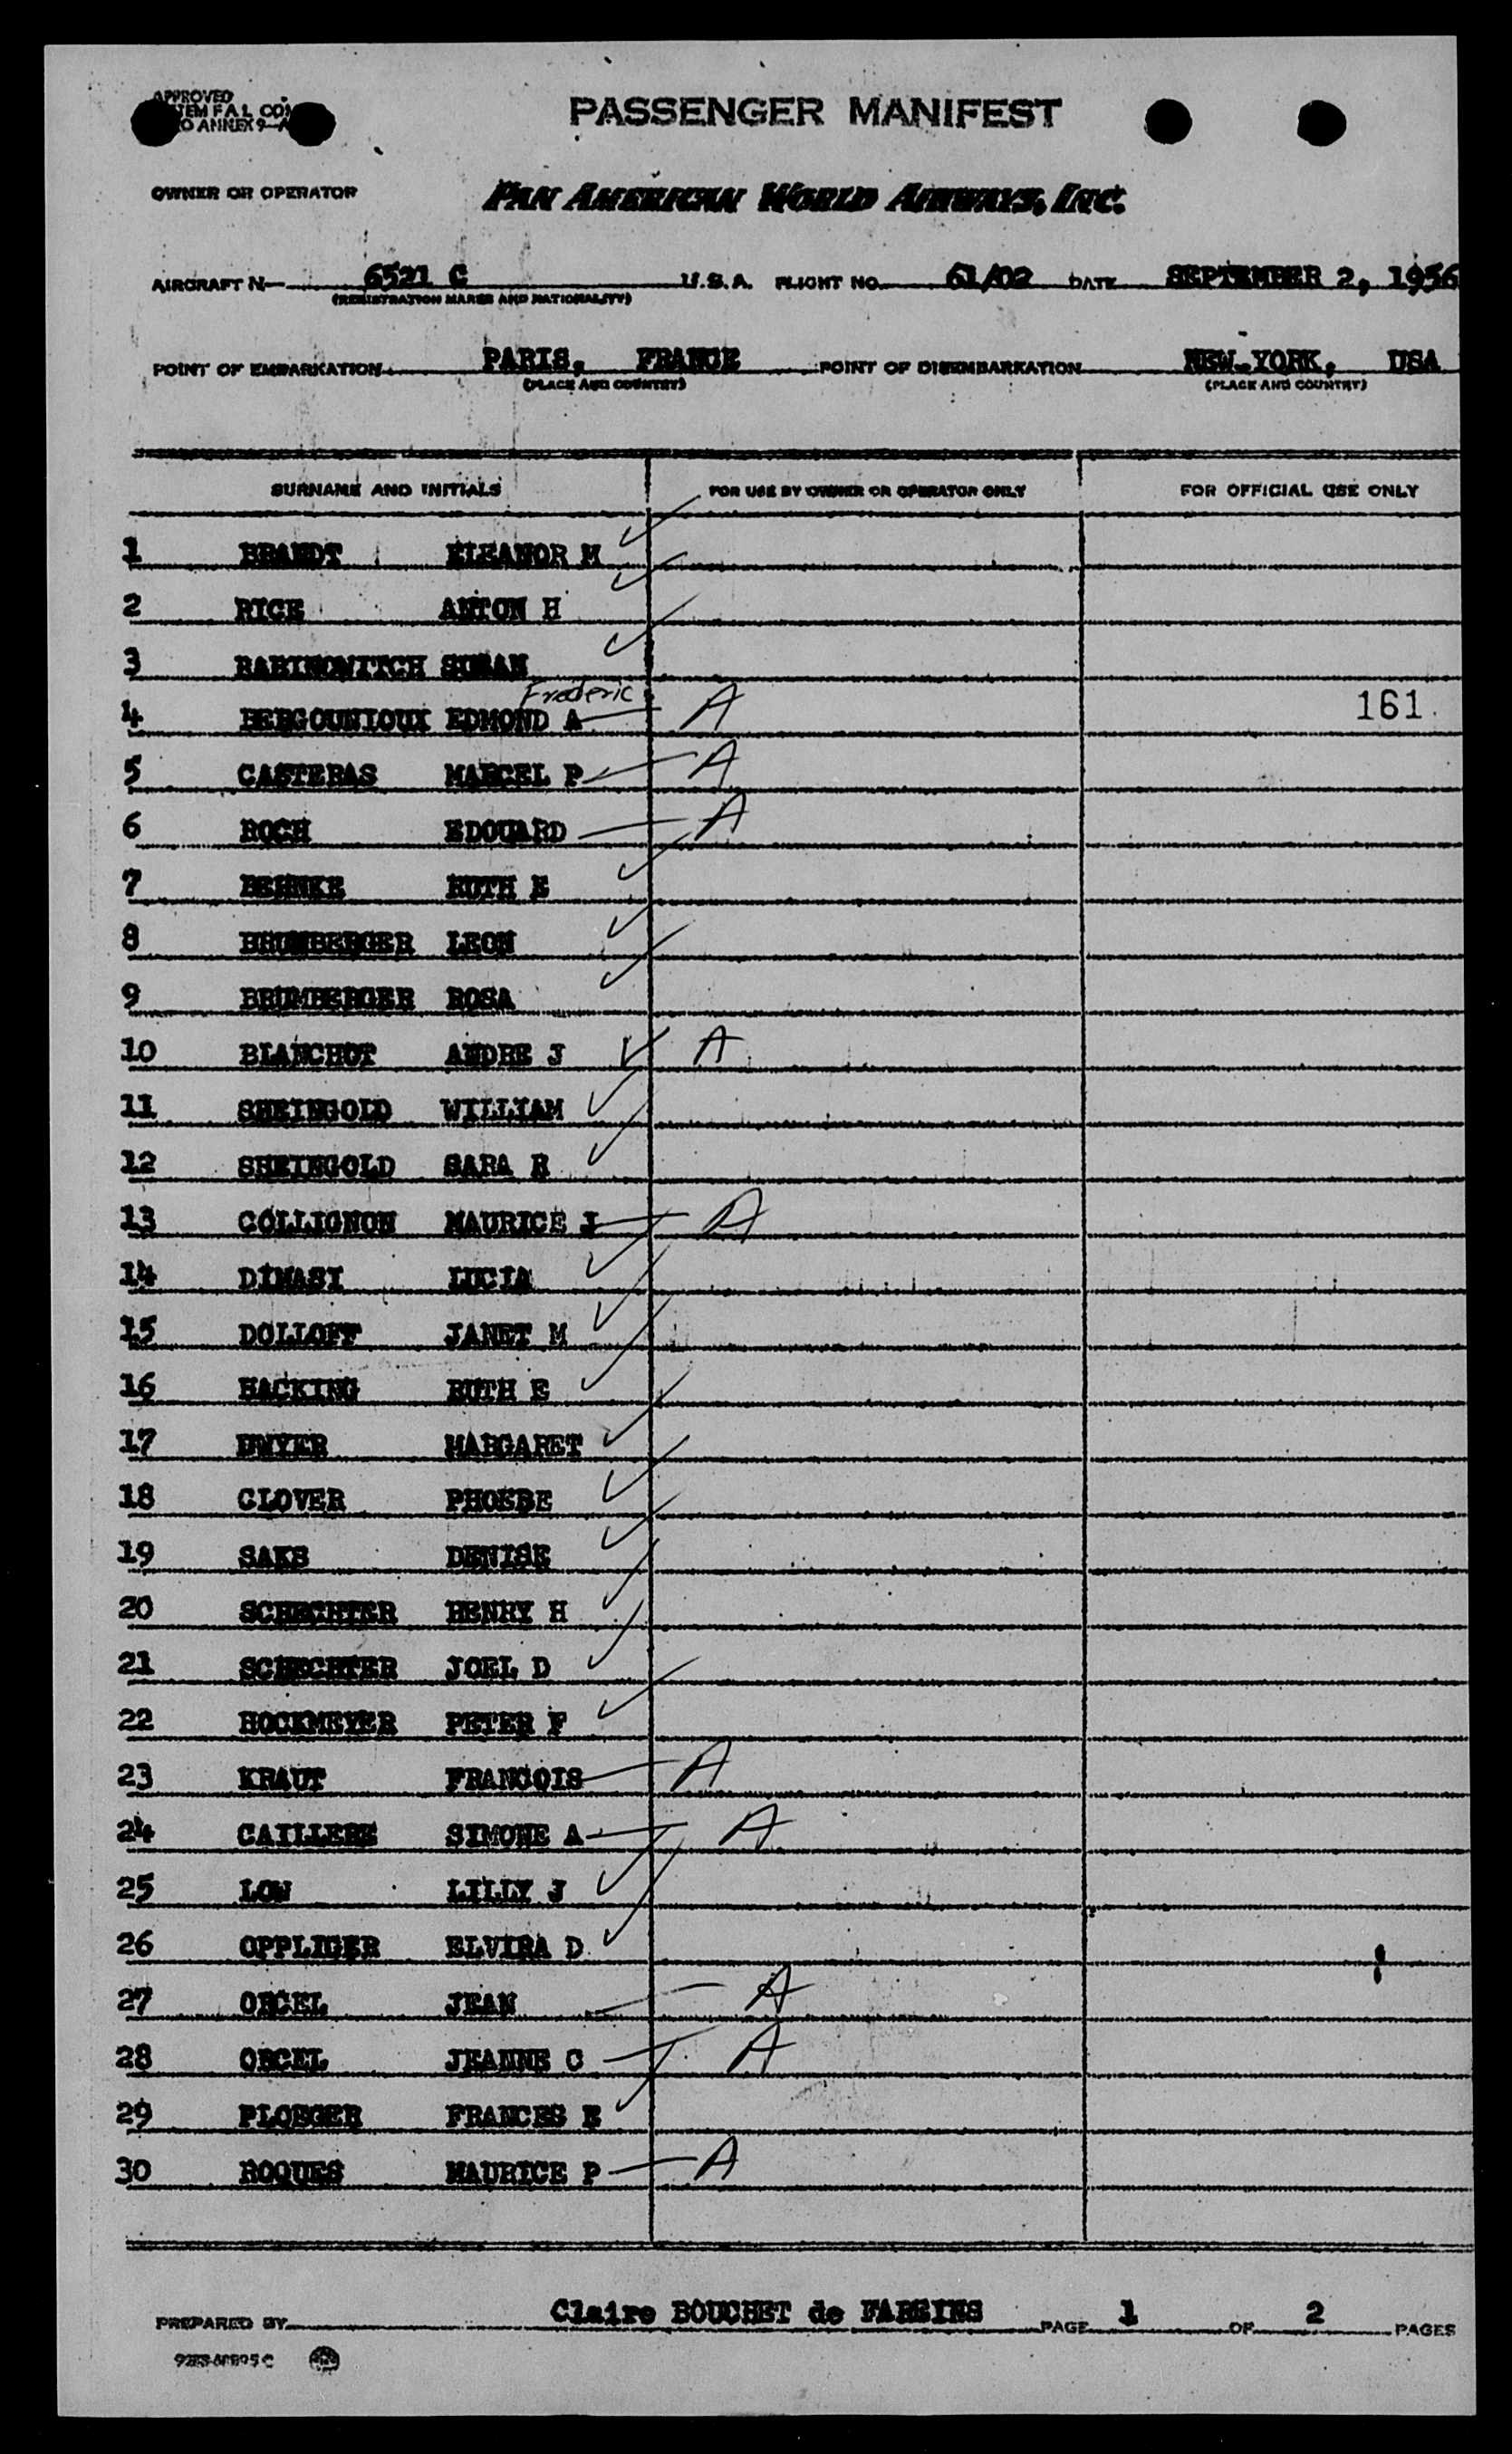 APPROVED
PASSENGER MANIFEST
O ANNEX 9-A
OWNER OR OPERATOR PAN AMERICAN WORLD AIRWAYS, INC.
AIRCRAFT N 6521 C U.S.A. FLIGHT NO. 61/02 DATE SEPTEMBER 2, 1956
(REGISTRATION MARKS AND NATIONALITY)
POINT OF EMBARKATION PARIS, FRANCE POINT OF DISEMBARKATION NEW YORK, USA
(PLACE AND COUNTRY) (PLACE AND COUNTRY)
SURNAME AND INITIALS FOR USE BY OWNER OR OPERATOR ONLY FOR OFFICIAL USE ONLY
1 BRANDT ELEANOR M
2 RICE ANTON H
3 RABINOWITCH SUSAN
Frederic
4 BERGOUNIOUX EDMOND A A 161
5 CASTERAS MARCEL P A
6 ROCH EDOUARD A
7 BEHNKE RUTH E
8 BRUMBERGER LEON
9 BRUMBERGER ROSA
10 BLANCHOT ANDRE J A
11 SHEINGOLD WILLIAM
12 SHEINGOLD SARA R
13 COLLIGNON MAURICE J A
14 DIMASI LUCIA
15 DOLLOFF JANET M
16 HACKING RUTH E
17 DWYER MARGARET
18 CLOVER PHOEBE
19 SAKS DENISE
20 SCHECHTER HENRY H
21 SCHECHTER JOEL D
22 HOCKMEYER PETER F
23 KRAUT FRANCOIS A
24 CAILLERE SIMONE A A
25 LOW LILLY J
26 OPPLIGER ELVIRA D
27 ORCEL JEAN A
28 ORCEL JEANNE C A
29 PLOEGER FRANCES E
30 ROQUES MAURICE P A
PREPARED BY Claire BOUCHET de FAREINS PAGE 1 OF 2 PAGES